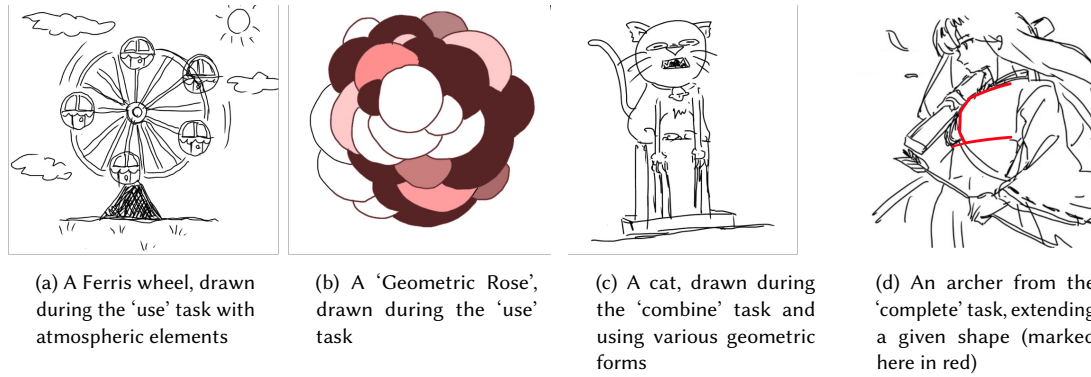 (a) A Ferris wheel, drawn
during the ‘use’ task with
atmospheric elements
(b) A ‘Geometric Rose’,
drawn during the ‘use’
task
(c) A cat, drawn during
the ‘combine’ task and
using various geometric
forms
(d) An archer from the
‘complete’ task, extending
a given shape (marked
here in red)